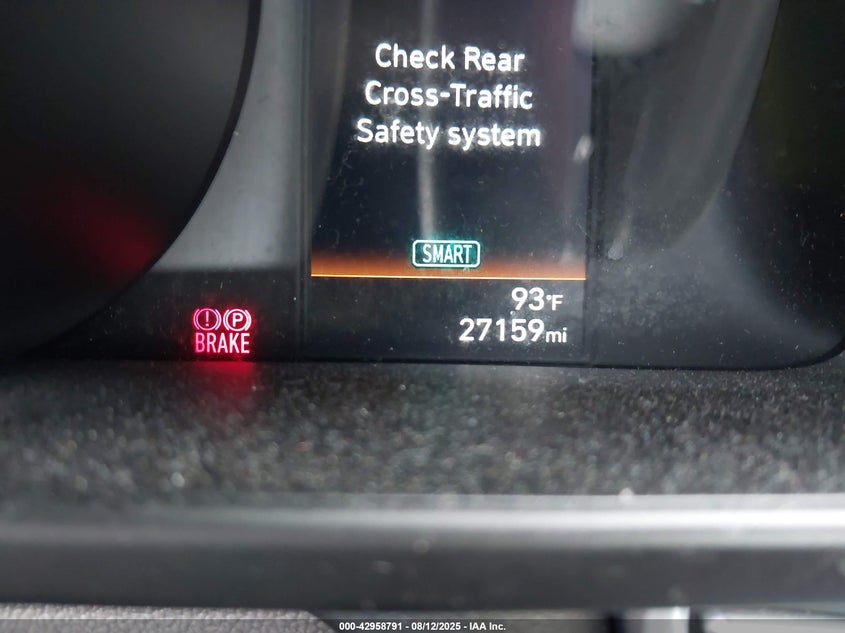 Check Rear
Cross-Traffic
Safety system
SMART
93°F
27159mi
(!) (P)
BRAKE
000-42958791 - 08/12/2025 - IAA Inc.